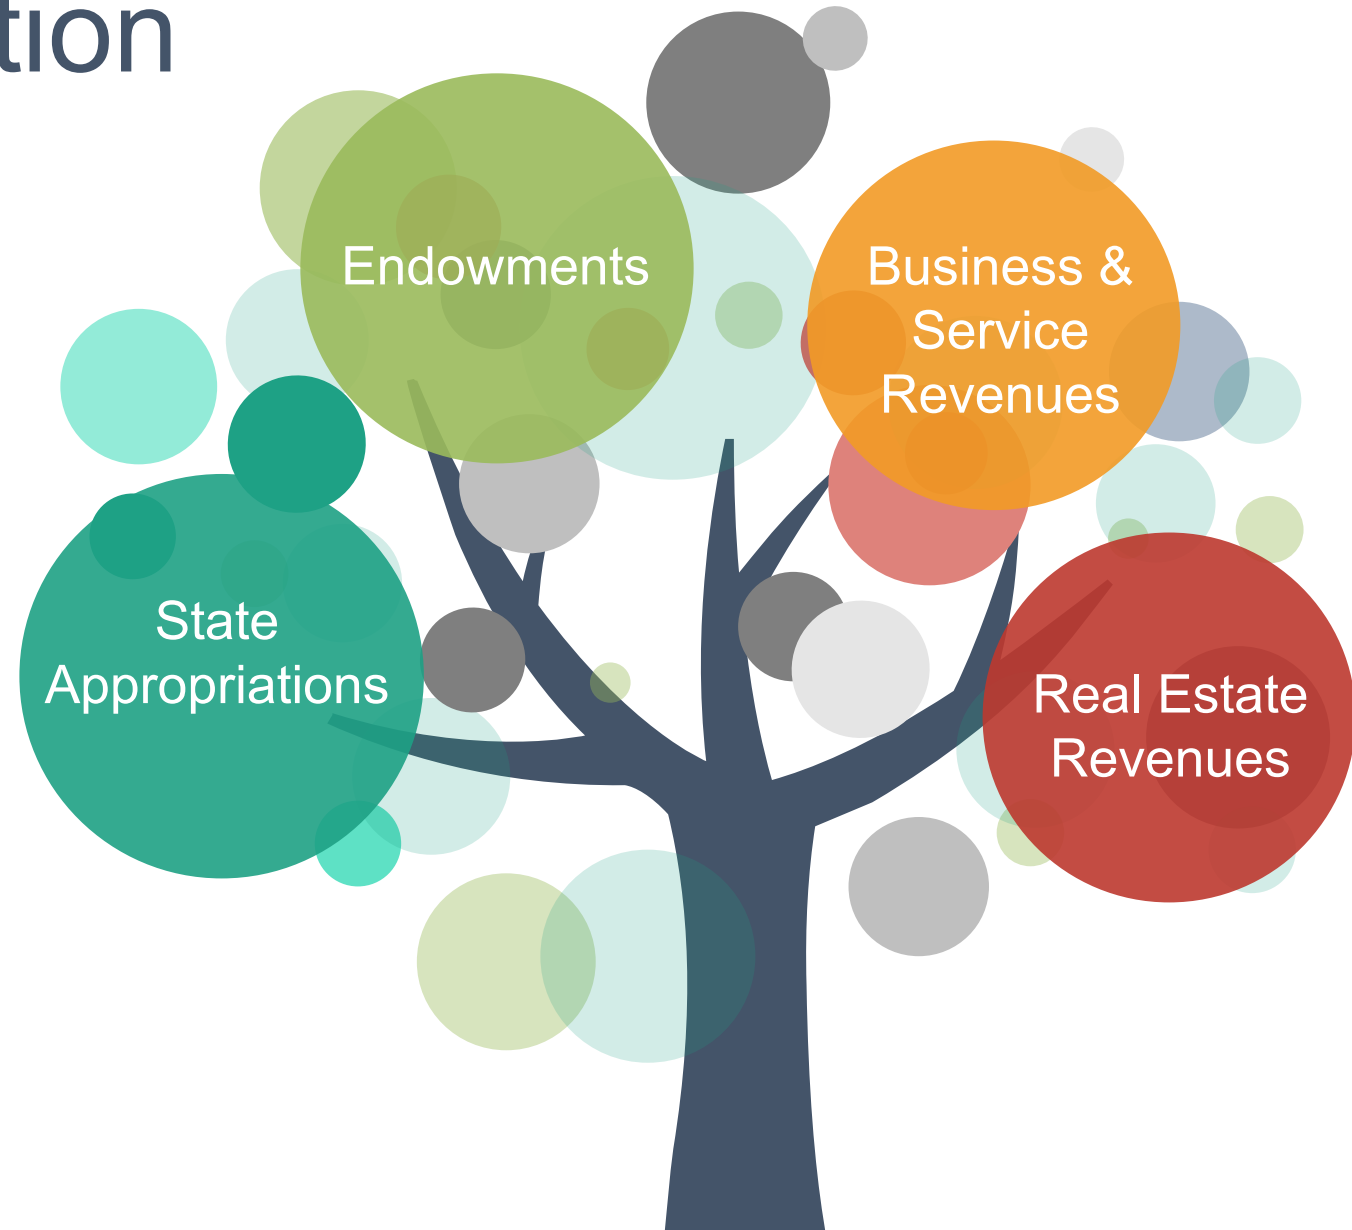 tion
Endowments
Business &
Service
Revenues
State
Appropriations
Real Estate
Revenues